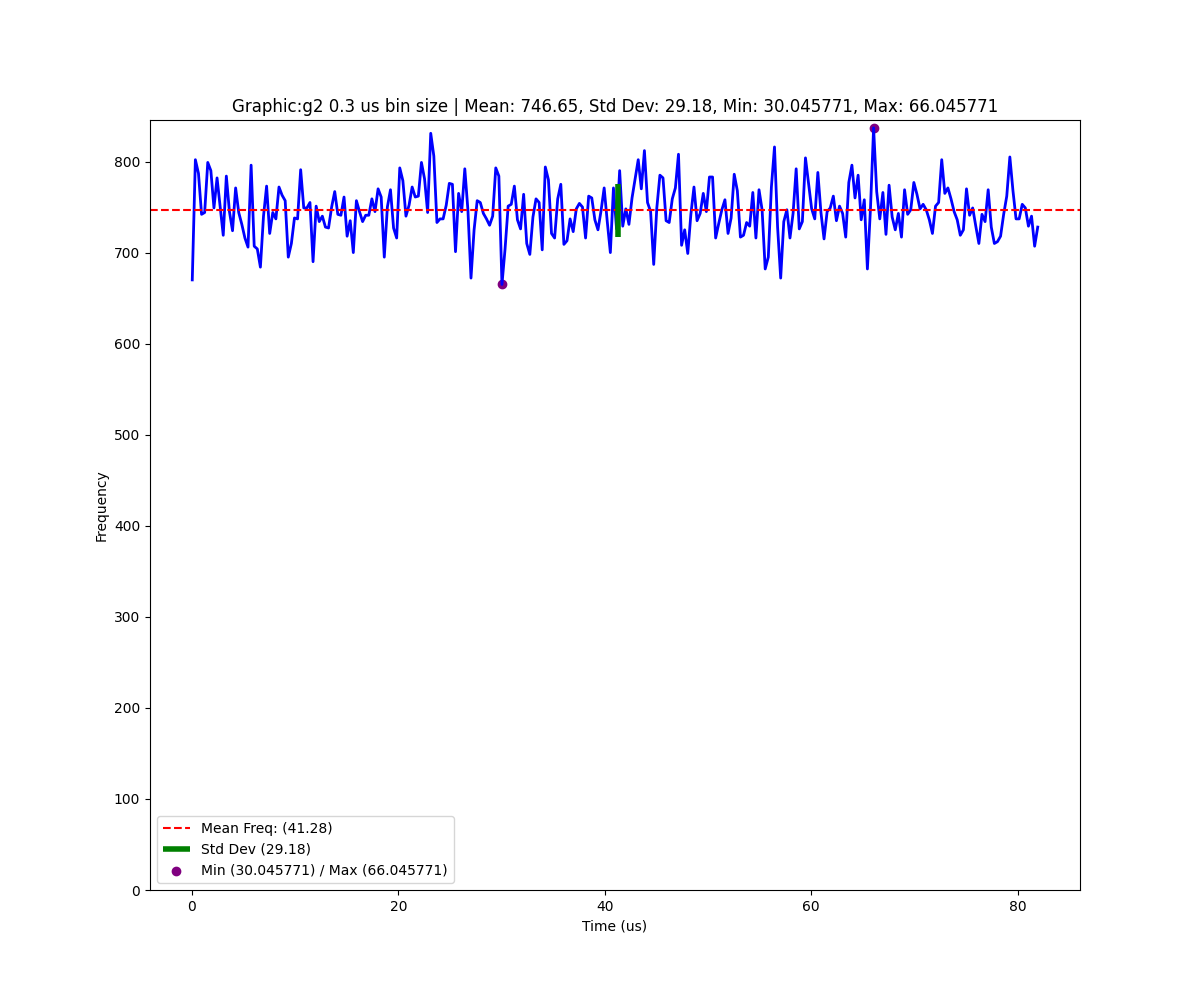 Graphic:g2 0.3 us bin size | Mean: 746.65, Std Dev: 29.18, Min: 30.045771, Max: 66.045771
800
700
600
500
400
300
200
100
0
Frequency
Mean Freq: (41.28)
Std Dev (29.18)
Min (30.045771) / Max (66.045771)
0 20 40 60 80
Time (us)